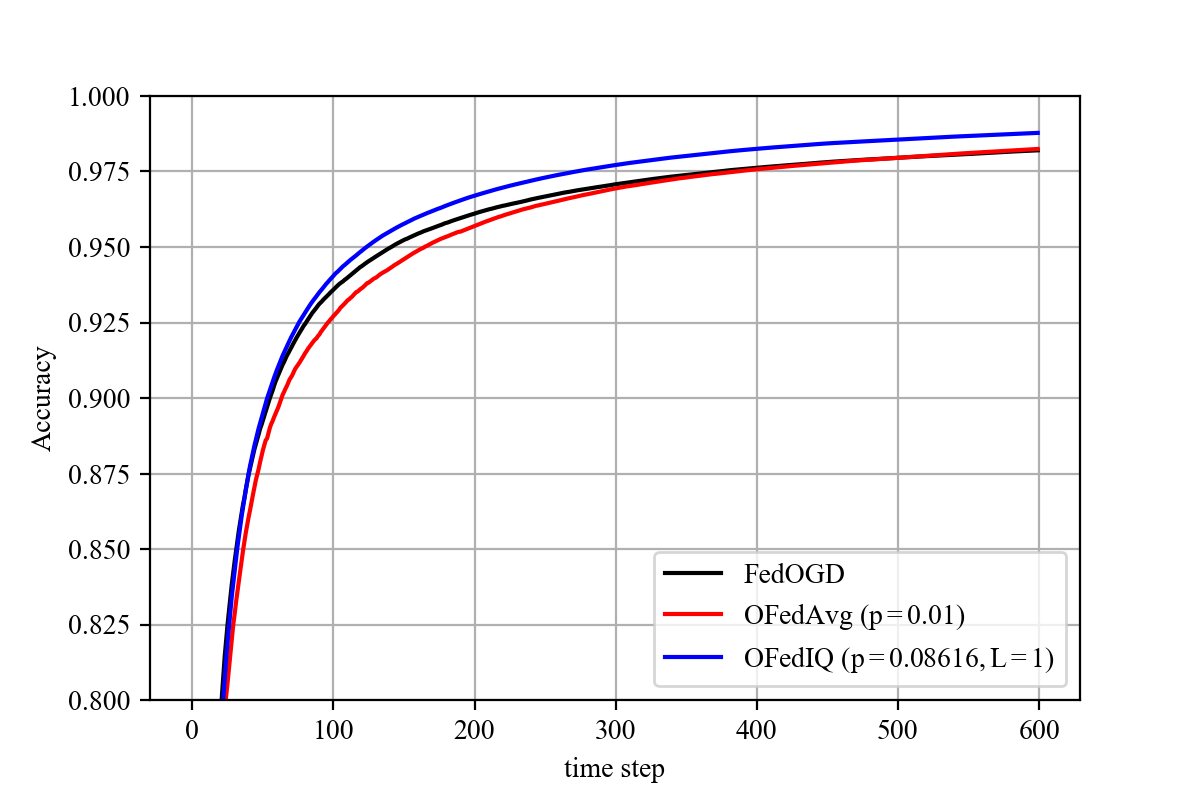 1.000
0.975
0.950
0.925
0.900
0.875
0.850
0.825
0.800
Accuracy
0 100 200 300 400 500 600
time step
FedOGD
OFedAvg (p = 0.01)
OFedIQ (p = 0.08616, L = 1)